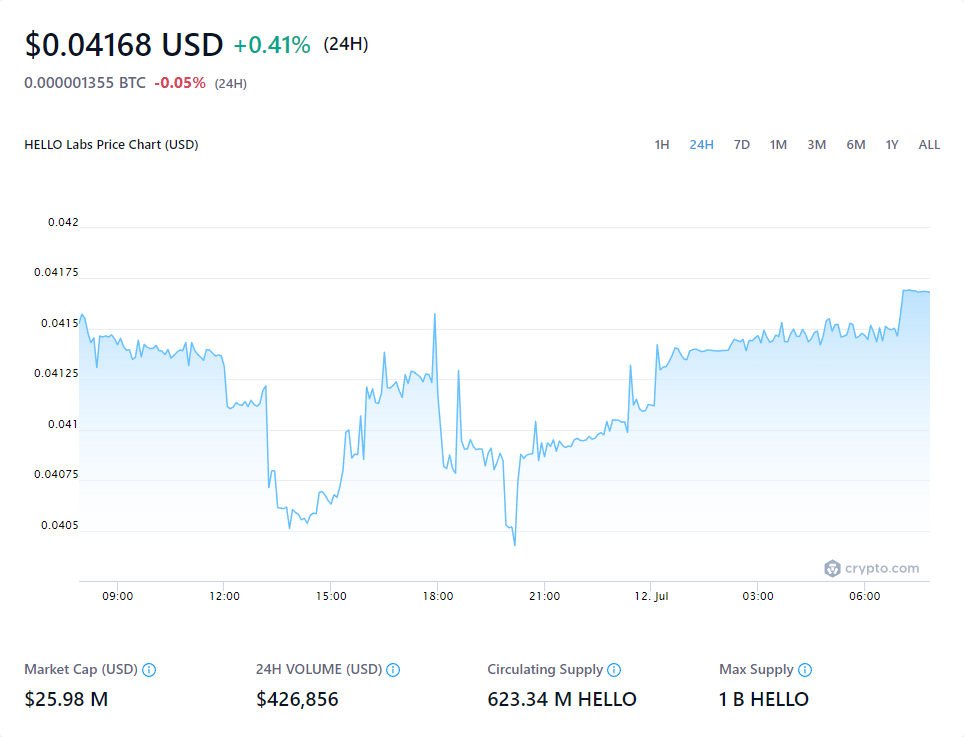 $0.04168 USD +0.41% (24H)
0.000001355 BTC -0.05% (24H)
HELLO Labs Price Chart (USD) 1H 24H 7D 1M 3M 6M 1Y ALL
0.042
0.04175
0.0415
0.04125
0.041
0.04075
0.0405
crypto.com
09:00 12:00 15:00 18:00 21:00 12. Jul 03:00 06:00
Market Cap (USD) 24H VOLUME (USD) Circulating Supply Max Supply
$25.98 M $426,856 623.34 M HELLO 1 B HELLO